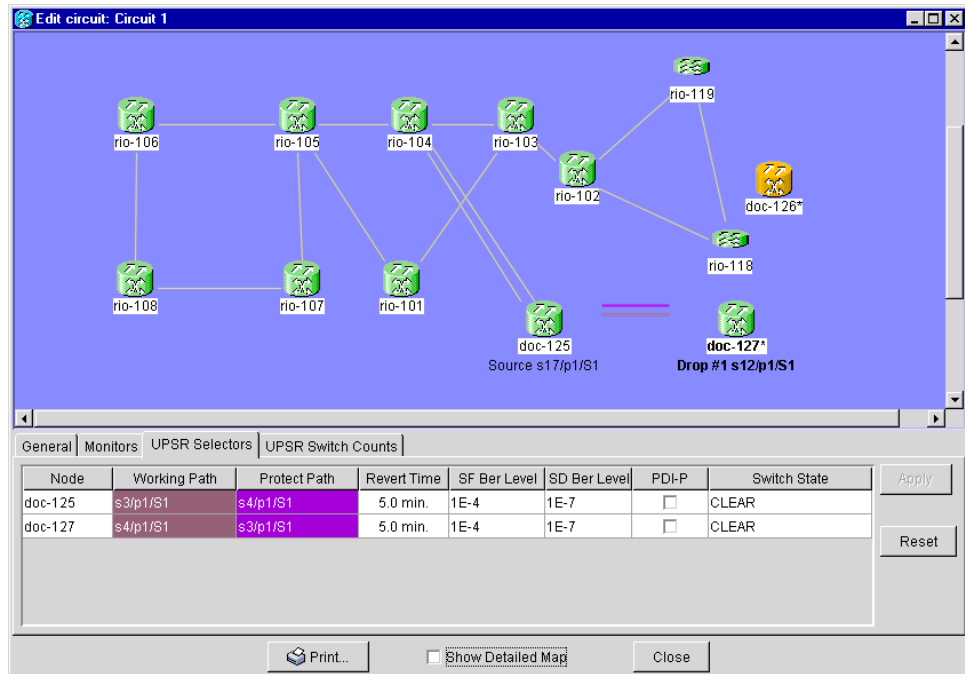 Edit circuit: Circuit 1
rio-119
rio-106
rio-105
rio-104
rio-103
rio-102
doc-126*
rio-118
rio-108
rio-107
rio-101
doc-125
Source s17/p1/S1
doc-127*
Drop #1 s12/p1/S1
General Monitors UPSR Selectors UPSR Switch Counts
Node Working Path Protect Path Revert Time SF Ber Level SD Ber Level PDI-P Switch State
doc-125 s3/p1/S1 s4/p1/S1 5.0 min. 1E-4 1E-7 CLEAR
doc-127 s4/p1/S1 s3/p1/S1 5.0 min. 1E-4 1E-7 CLEAR
Apply
Reset
Print... Show Detailed Map Close